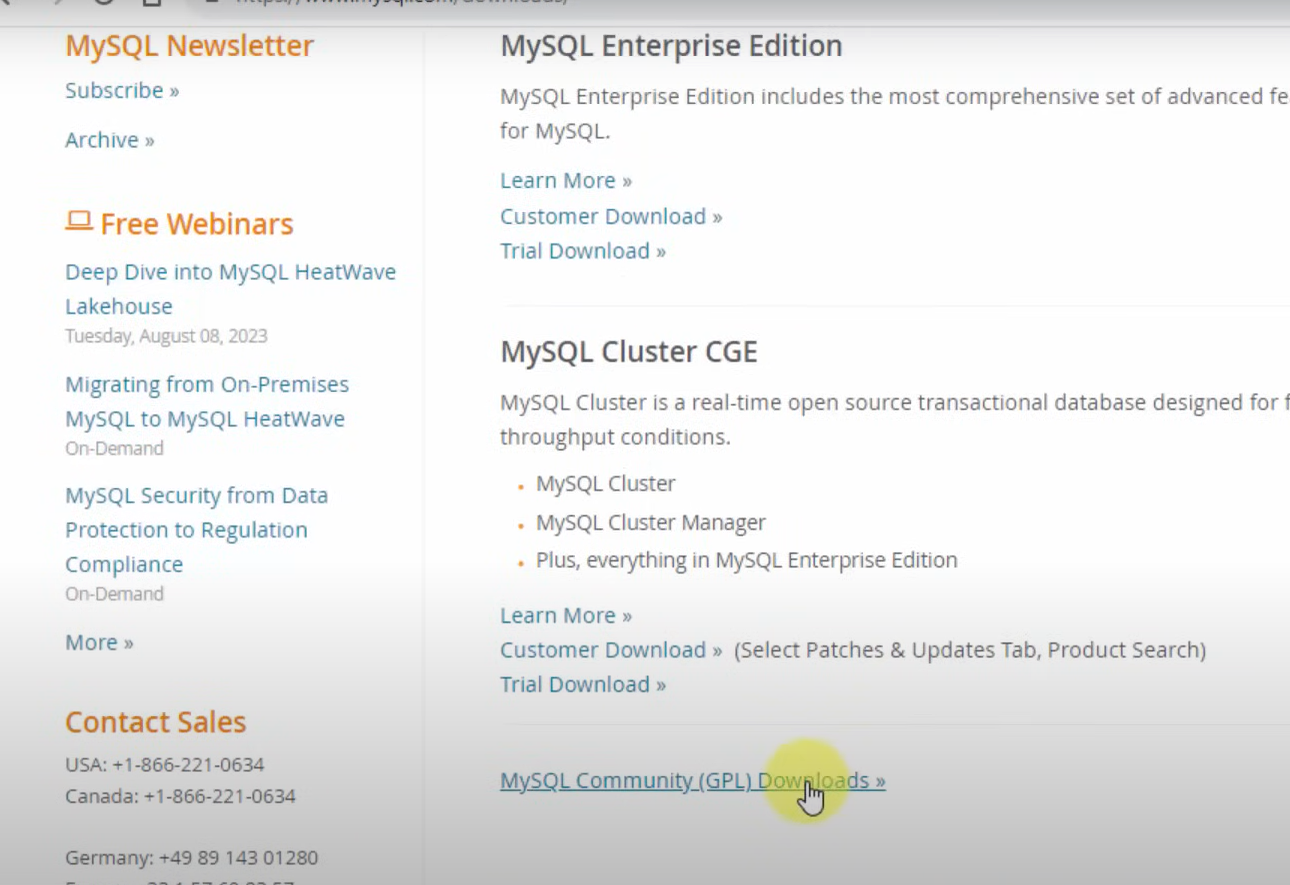 MySQL Newsletter
Subscribe »
Archive »
Free Webinars
Deep Dive into MySQL HeatWave
Lakehouse
Tuesday, August 08, 2023
Migrating from On-Premises
MySQL to MySQL HeatWave
On-Demand
MySQL Security from Data
Protection to Regulation
Compliance
On-Demand
More »
Contact Sales
USA: +1-866-221-0634
Canada: +1-866-221-0634
Germany: +49 89 143 01280
MySQL Enterprise Edition
MySQL Enterprise Edition includes the most comprehensive set of advanced
for MySQL.
Learn More »
Customer Download »
Trial Download »
MySQL Cluster CGE
MySQL Cluster is a real-time open source transactional database designed for
throughput conditions.
• MySQL Cluster
• MySQL Cluster Manager
• Plus, everything in MySQL Enterprise Edition
Learn More »
Customer Download » (Select Patches & Updates Tab, Product Search)
Trial Download »
MySQL Community (GPL) Downloads »